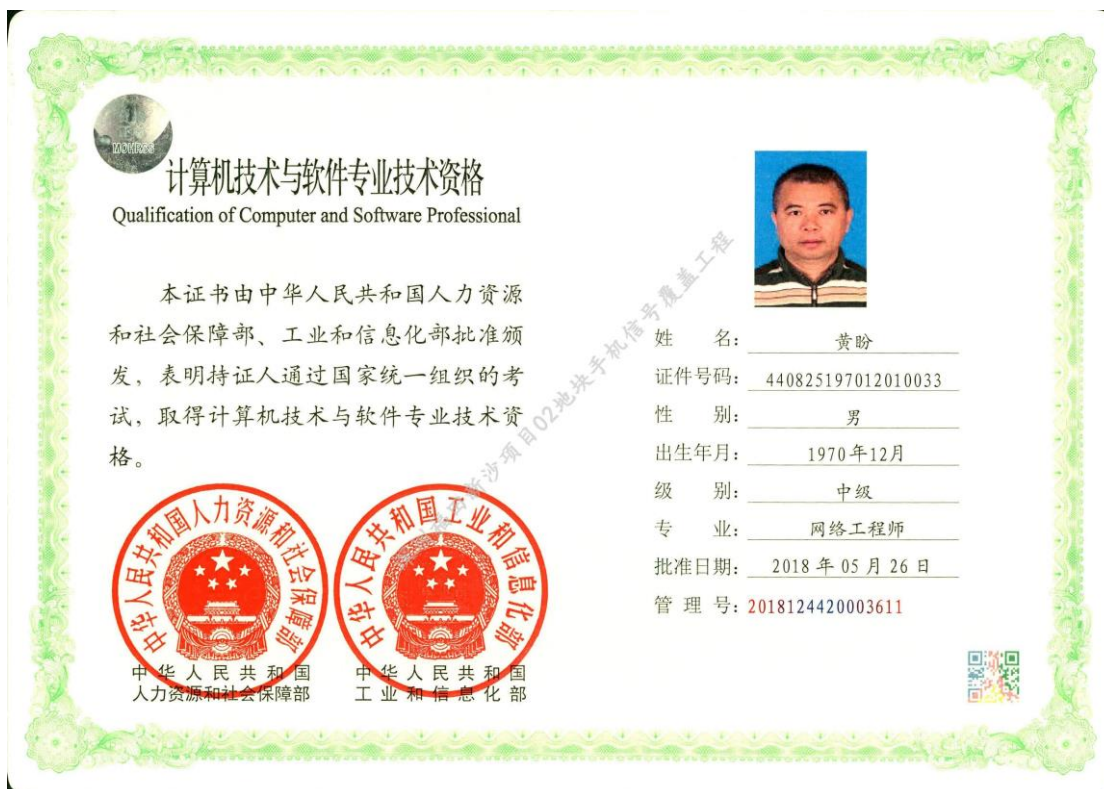 MOHRSS
计算机技术与软件专业技术资格
Qualification of Computer and Software Professional
本证书由中华人民共和国人力资源
和社会保障部、工业和信息化部批准颁
发，表明持证人通过国家统一组织的考
试，取得计算机技术与软件专业技术资
格。
中华人民共和国人力资源和社会保障部
中华人民共和国工业和信息化部
中华人民共和国
人力资源和社会保障部
中华人民共和国
工业和信息化部
姓 名：黄盼
证件号码：440825197012010033
性 别：男
出生年月：1970年12月
级 别：中级
专 业：网络工程师
批准日期：2018 年 05 月 26 日
管 理 号：2018124420003611
新沙项目02地块手机信号覆盖工程